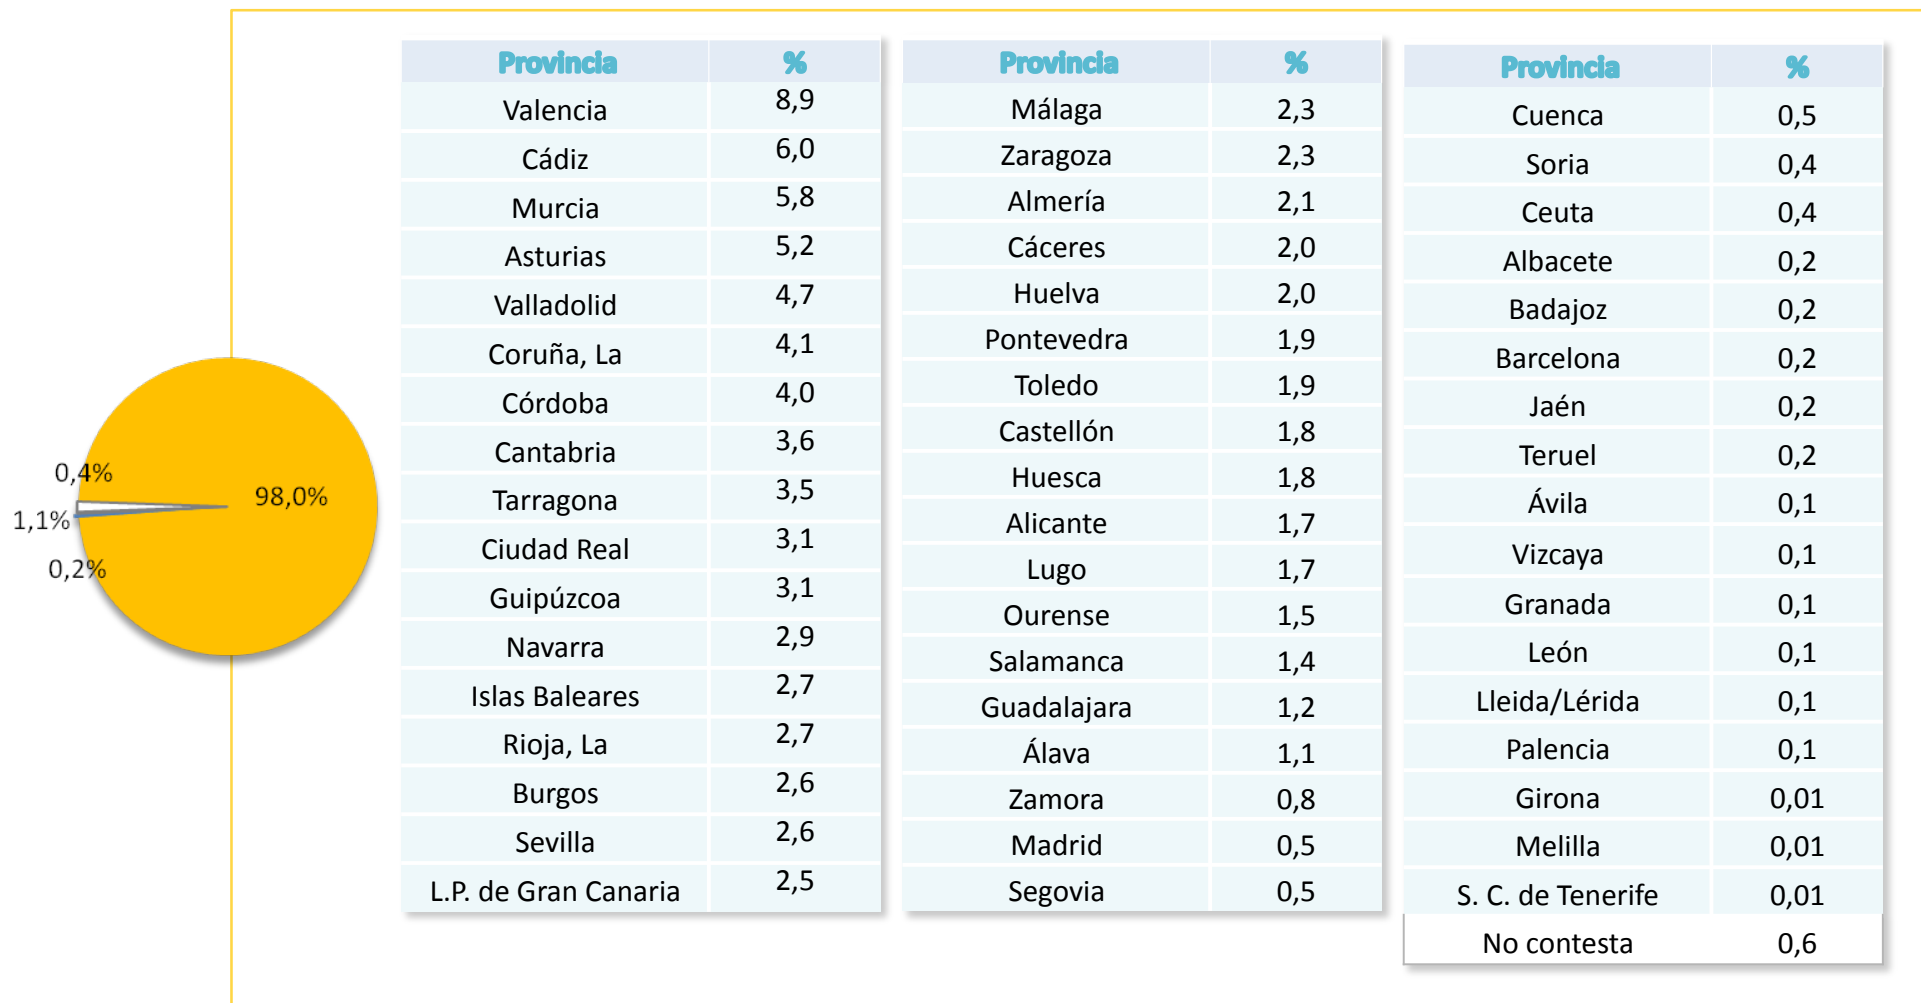 0,4%
98,0%
1,1%
0,2%
Provincia %
Valencia 8,9
Cádiz 6,0
Murcia 5,8
Asturias 5,2
Valladolid 4,7
Coruña, La 4,1
Córdoba 4,0
Cantabria 3,6
Tarragona 3,5
Ciudad Real 3,1
Guipúzcoa 3,1
Navarra 2,9
Islas Baleares 2,7
Rioja, La 2,7
Burgos 2,6
Sevilla 2,6
L.P. de Gran Canaria 2,5
Provincia %
Málaga 2,3
Zaragoza 2,3
Almería 2,1
Cáceres 2,0
Huelva 2,0
Pontevedra 1,9
Toledo 1,9
Castellón 1,8
Huesca 1,8
Alicante 1,7
Lugo 1,7
Ourense 1,5
Salamanca 1,4
Guadalajara 1,2
Álava 1,1
Zamora 0,8
Madrid 0,5
Segovia 0,5
Provincia %
Cuenca 0,5
Soria 0,4
Ceuta 0,4
Albacete 0,2
Badajoz 0,2
Barcelona 0,2
Jaén 0,2
Teruel 0,2
Ávila 0,1
Vizcaya 0,1
Granada 0,1
León 0,1
Lleida/Lérida 0,1
Palencia 0,1
Girona 0,01
Melilla 0,01
S. C. de Tenerife 0,01
No contesta 0,6